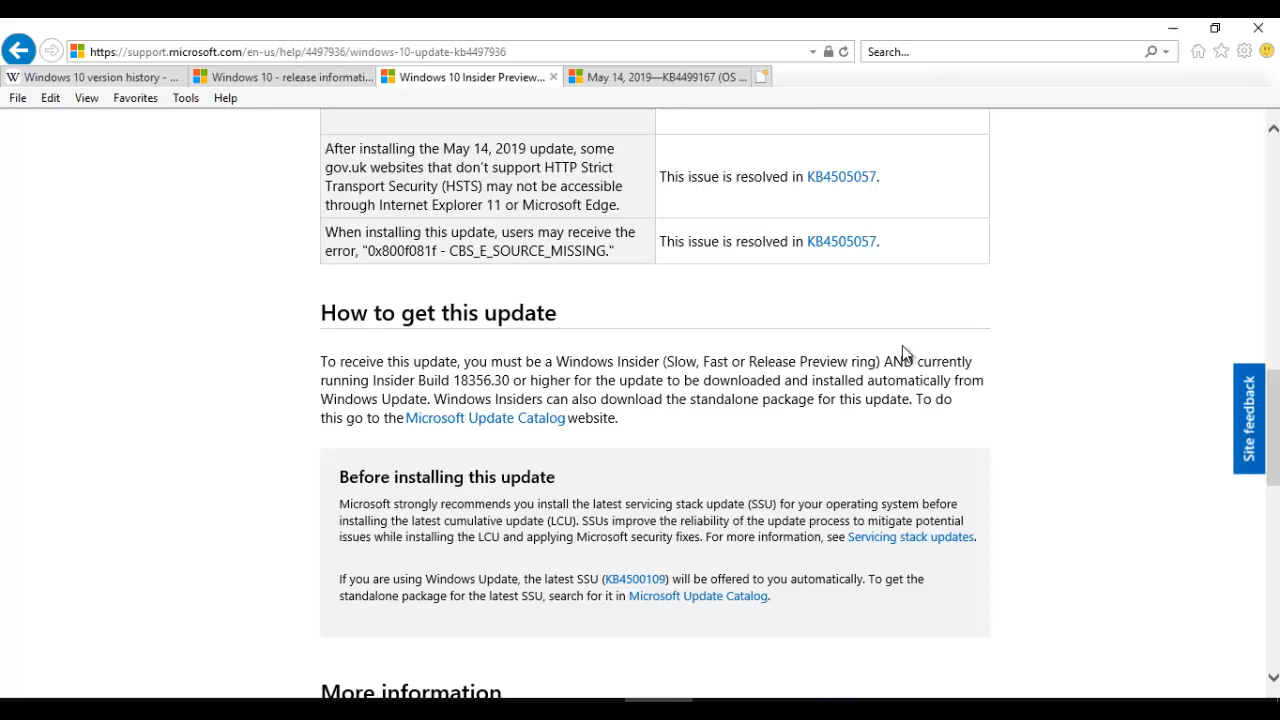 https://support.microsoft.com/en-us/help/4497936/windows-10-update-kb4497936
Search...
Windows 10 version history - ...
Windows 10 - release informati...
Windows 10 Insider Preview...
May 14, 2019—KB4499167 (OS ...
File Edit View Favorites Tools Help
After installing the May 14, 2019 update, some
gov.uk websites that don't support HTTP Strict
Transport Security (HSTS) may not be accessible
through Internet Explorer 11 or Microsoft Edge.
This issue is resolved in KB4505057.
When installing this update, users may receive the
error, "0x800f081f - CBS_E_SOURCE_MISSING."
This issue is resolved in KB4505057.
How to get this update
To receive this update, you must be a Windows Insider (Slow, Fast or Release Preview ring) AND currently
running Insider Build 18356.30 or higher for the update to be downloaded and installed automatically from
Windows Update. Windows Insiders can also download the standalone package for this update. To do
this go to the Microsoft Update Catalog website.
Site feedback
Before installing this update
Microsoft strongly recommends you install the latest servicing stack update (SSU) for your operating system before
installing the latest cumulative update (LCU). SSUs improve the reliability of the update process to mitigate potential
issues while installing the LCU and applying Microsoft security fixes. For more information, see Servicing stack updates.
If you are using Windows Update, the latest SSU (KB4500109) will be offered to you automatically. To get the
standalone package for the latest SSU, search for it in Microsoft Update Catalog.
More information